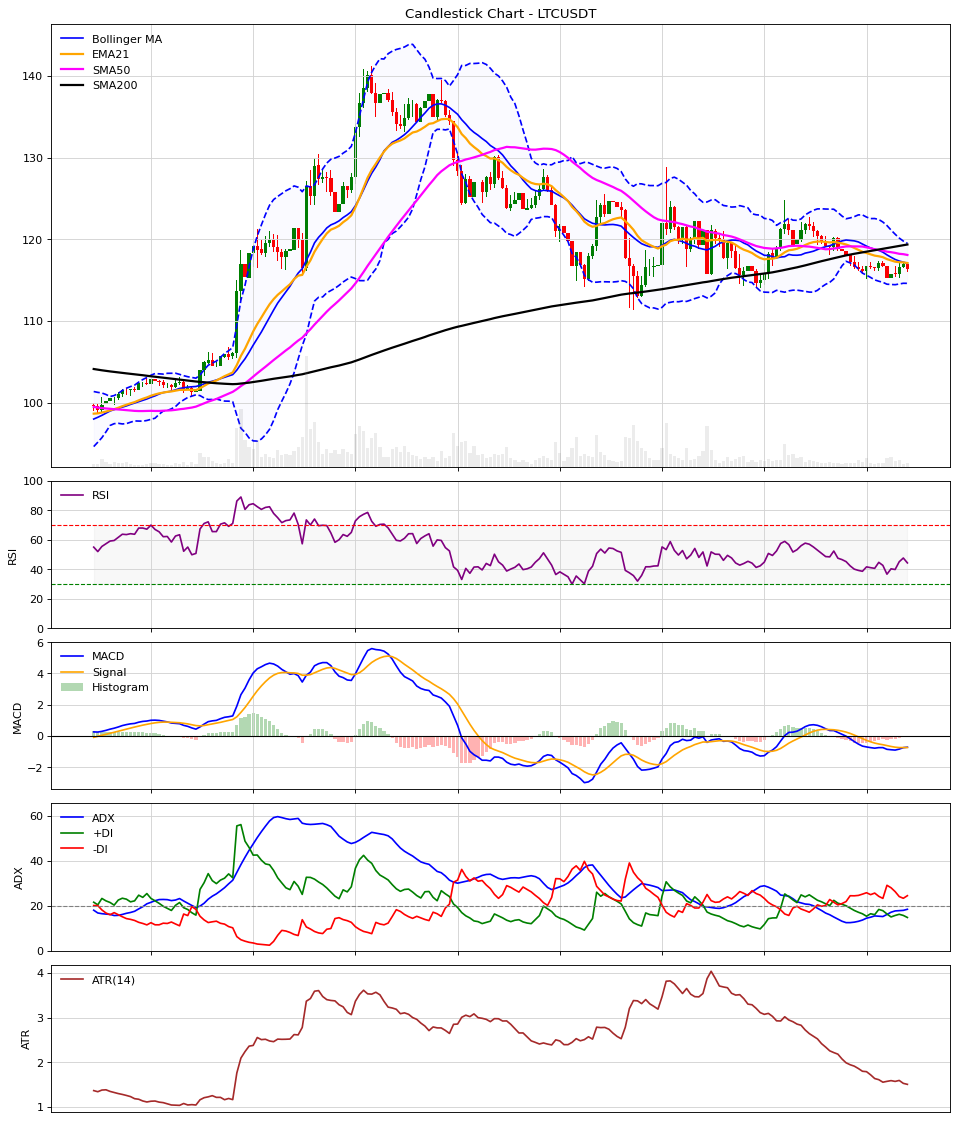 Candlestick Chart - LTCUSDT
Bollinger MA
EMA21
SMA50
SMA200
140
130
120
110
100
RSI
100
80
60
40
20
0
RSI
MACD
Signal
Histogram
6
4
2
0
−2
MACD
ADX
+DI
-DI
60
40
20
0
ADX
ATR(14)
4
3
2
1
ATR